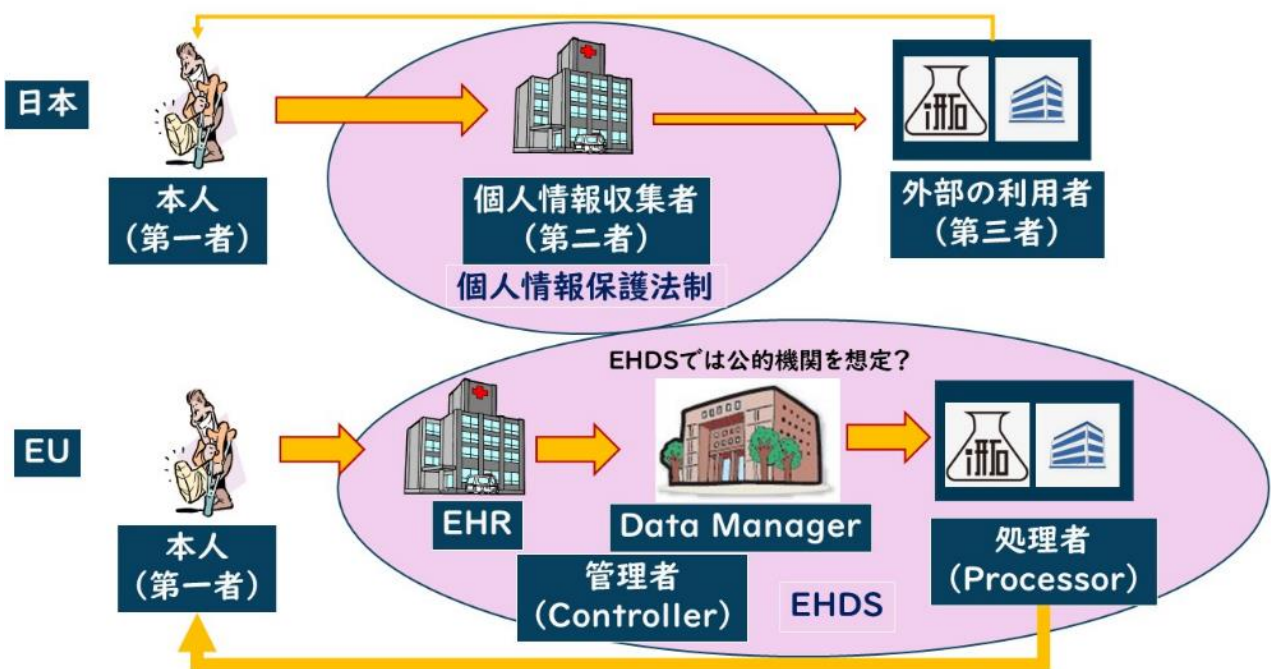 日本
本人
（第一者）
個人情報収集者
（第二者）
個人情報保護法制
外部の利用者
（第三者）
EHDSでは公的機関を想定？
EU
本人
（第一者）
EHR
Data Manager
管理者
（Controller）
EHDS
処理者
（Processor）